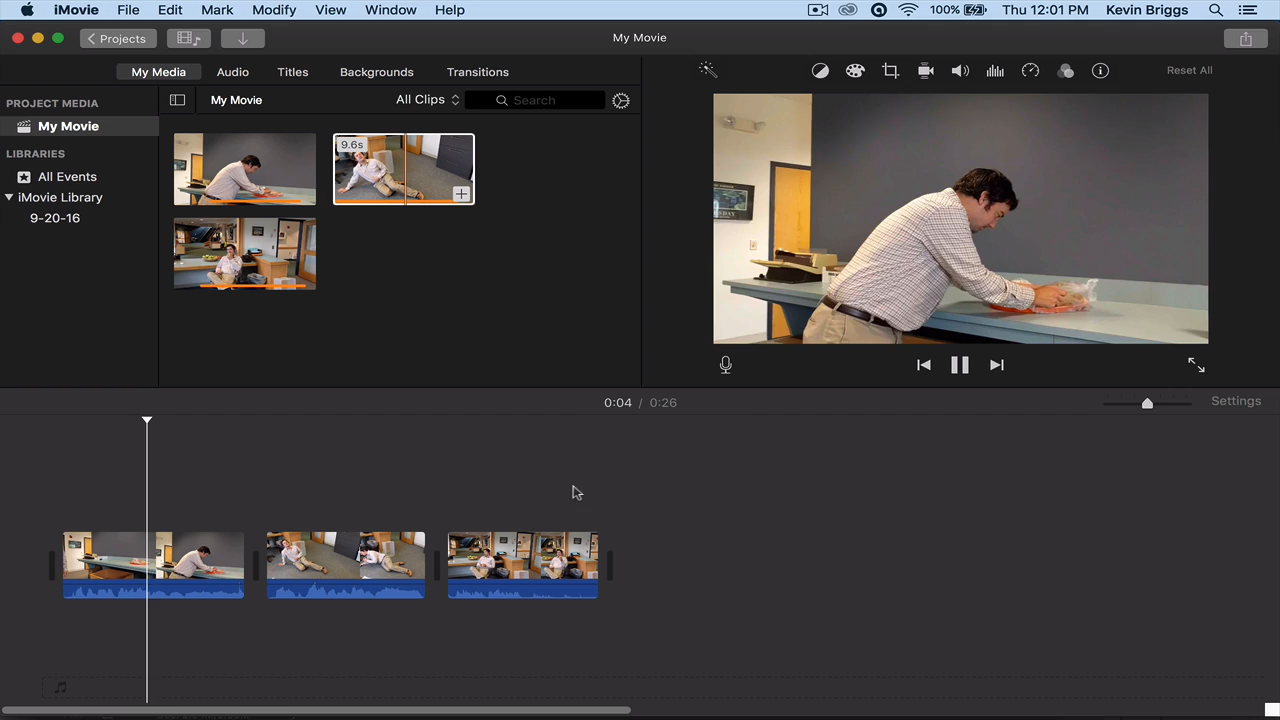 iMovie File Edit Mark Modify View Window Help 100% Thu 12:01 PM Kevin Briggs
Projects My Movie
My Media Audio Titles Backgrounds Transitions Reset All
PROJECT MEDIA My Movie All Clips Search
My Movie
LIBRARIES
All Events
iMovie Library
9-20-16
9.6s
0:04 / 0:26 Settings